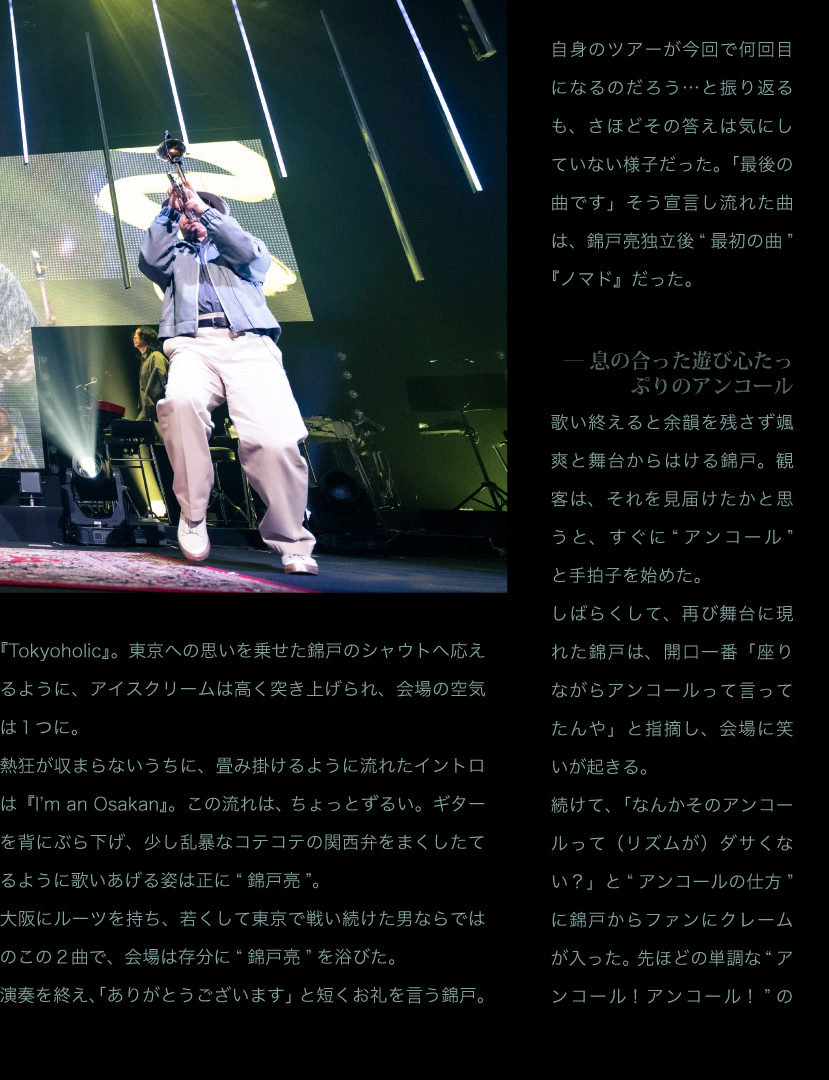 『Tokyoholic』。東京への思いを乗せた錦戸のシャウトへ応え
るように、アイスクリームは高く突き上げられ、会場の空気
は１つに。
熱狂が収まらないうちに、畳み掛けるように流れたイントロ
は『I’m an Osakan』。この流れは、ちょっとずるい。ギター
を背にぶら下げ、少し乱暴なコテコテの関西弁をまくしたて
るように歌いあげる姿は正に “ 錦戸亮 ”。
大阪にルーツを持ち、若くして東京で戦い続けた男ならでは
のこの２曲で、会場は存分に “ 錦戸亮 ” を浴びた。
演奏を終え、「ありがとうございます」と短くお礼を言う錦戸。
自身のツアーが今回で何回目
になるのだろう…と振り返る
も、さほどその答えは気にし
ていない様子だった。「最後の
曲です」そう宣言し流れた曲
は、錦戸亮独立後 “ 最初の曲 ”
『ノマド』だった。
― 息の合った遊び心たっ
ぷりのアンコール
歌い終えると余韻を残さず颯
爽と舞台からはける錦戸。観
客は、それを見届けたかと思
うと、すぐに “ アンコール ”
と手拍子を始めた。
しばらくして、再び舞台に現
れた錦戸は、開口一番「座り
ながらアンコールって言って
たんや」と指摘し、会場に笑
いが起きる。
続けて、「なんかそのアンコー
ルって（リズムが）ダサくな
い？」と “ アンコールの仕方 ”
に錦戸からファンにクレーム
が入った。先ほどの単調な “ ア
ンコール！アンコール！ ” の